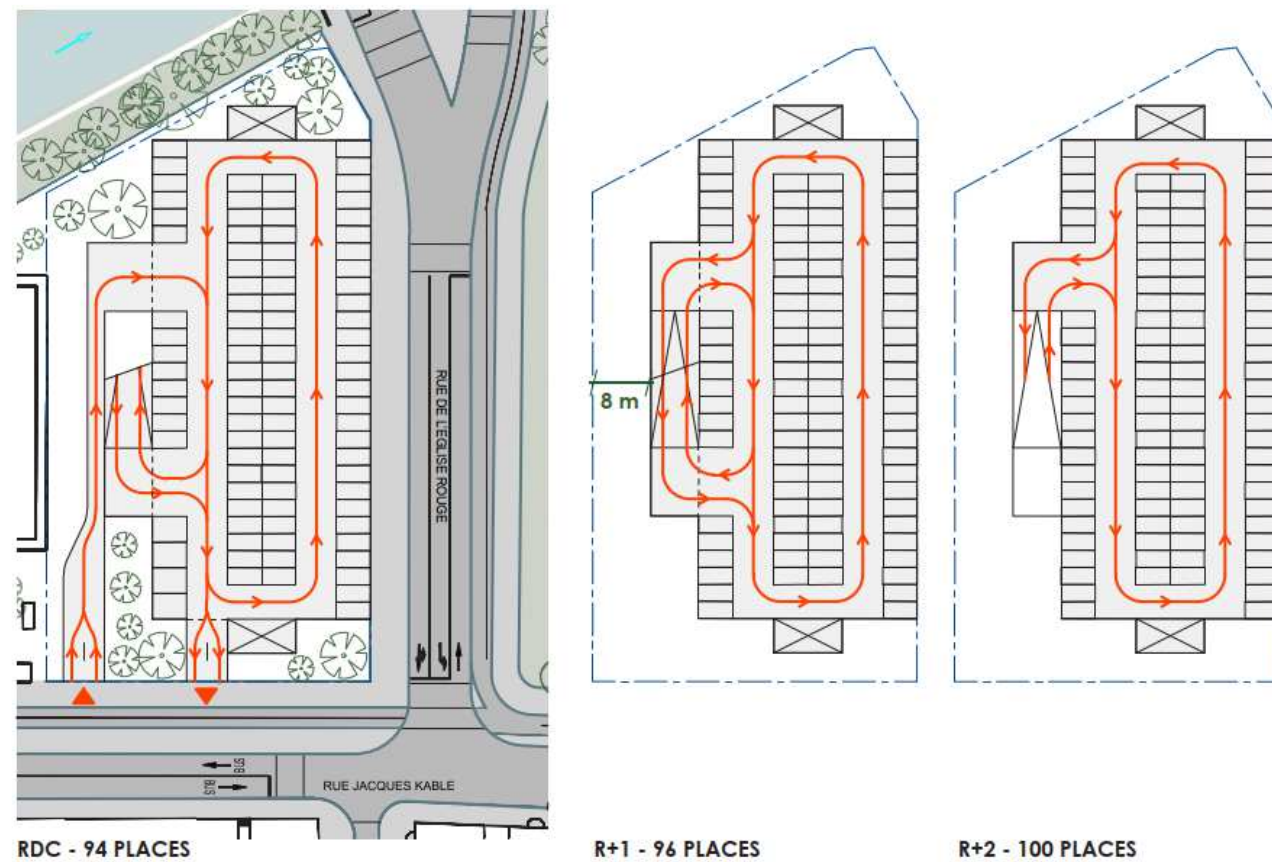 RUE DE L'EGLISE ROUGE
8 m
BUS
BUS
RUE JACQUES KABLE
RDC - 94 PLACES
R+1 - 96 PLACES
R+2 - 100 PLACES